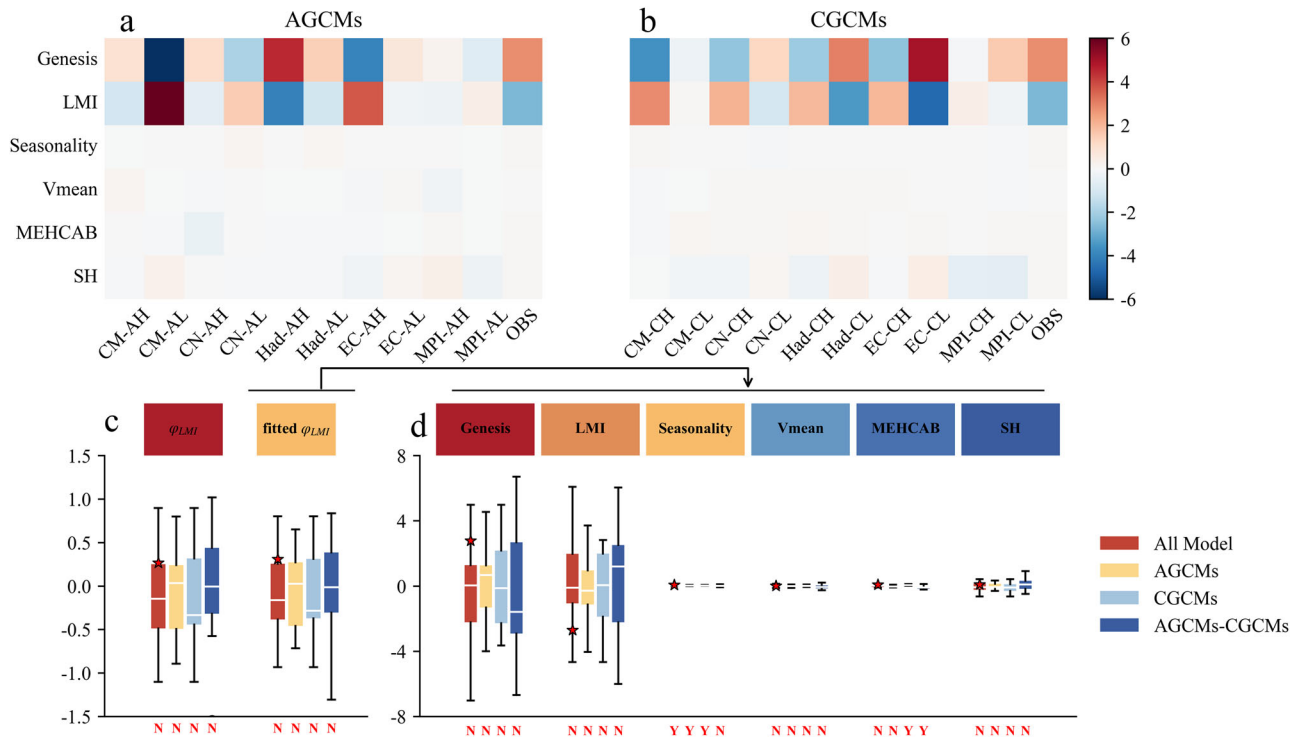 a AGCMs
b CGCMs
Genesis
LMI
Seasonality
Vmean
MEHCAB
SH
CM-AH CM-AL CN-AH CN-AL Had-AH Had-AL EC-AH EC-AL MPI-AH MPI-AL OBS
CM-CH CM-CL CN-CH CN-CL Had-CH Had-CL EC-CH EC-CL MPI-CH MPI-CL OBS
6
4
2
0
-2
-4
-6
c φLMI fitted φLMI
d Genesis LMI Seasonality Vmean MEHCAB SH
1.5
1.0
0.5
0.0
-0.5
-1.0
-1.5
N N N N N N N N
8
4
0
-4
-8
N N N N N N N N Y Y Y N N N N N N N Y Y N N N N
All Model
AGCMs
CGCMs
AGCMs-CGCMs